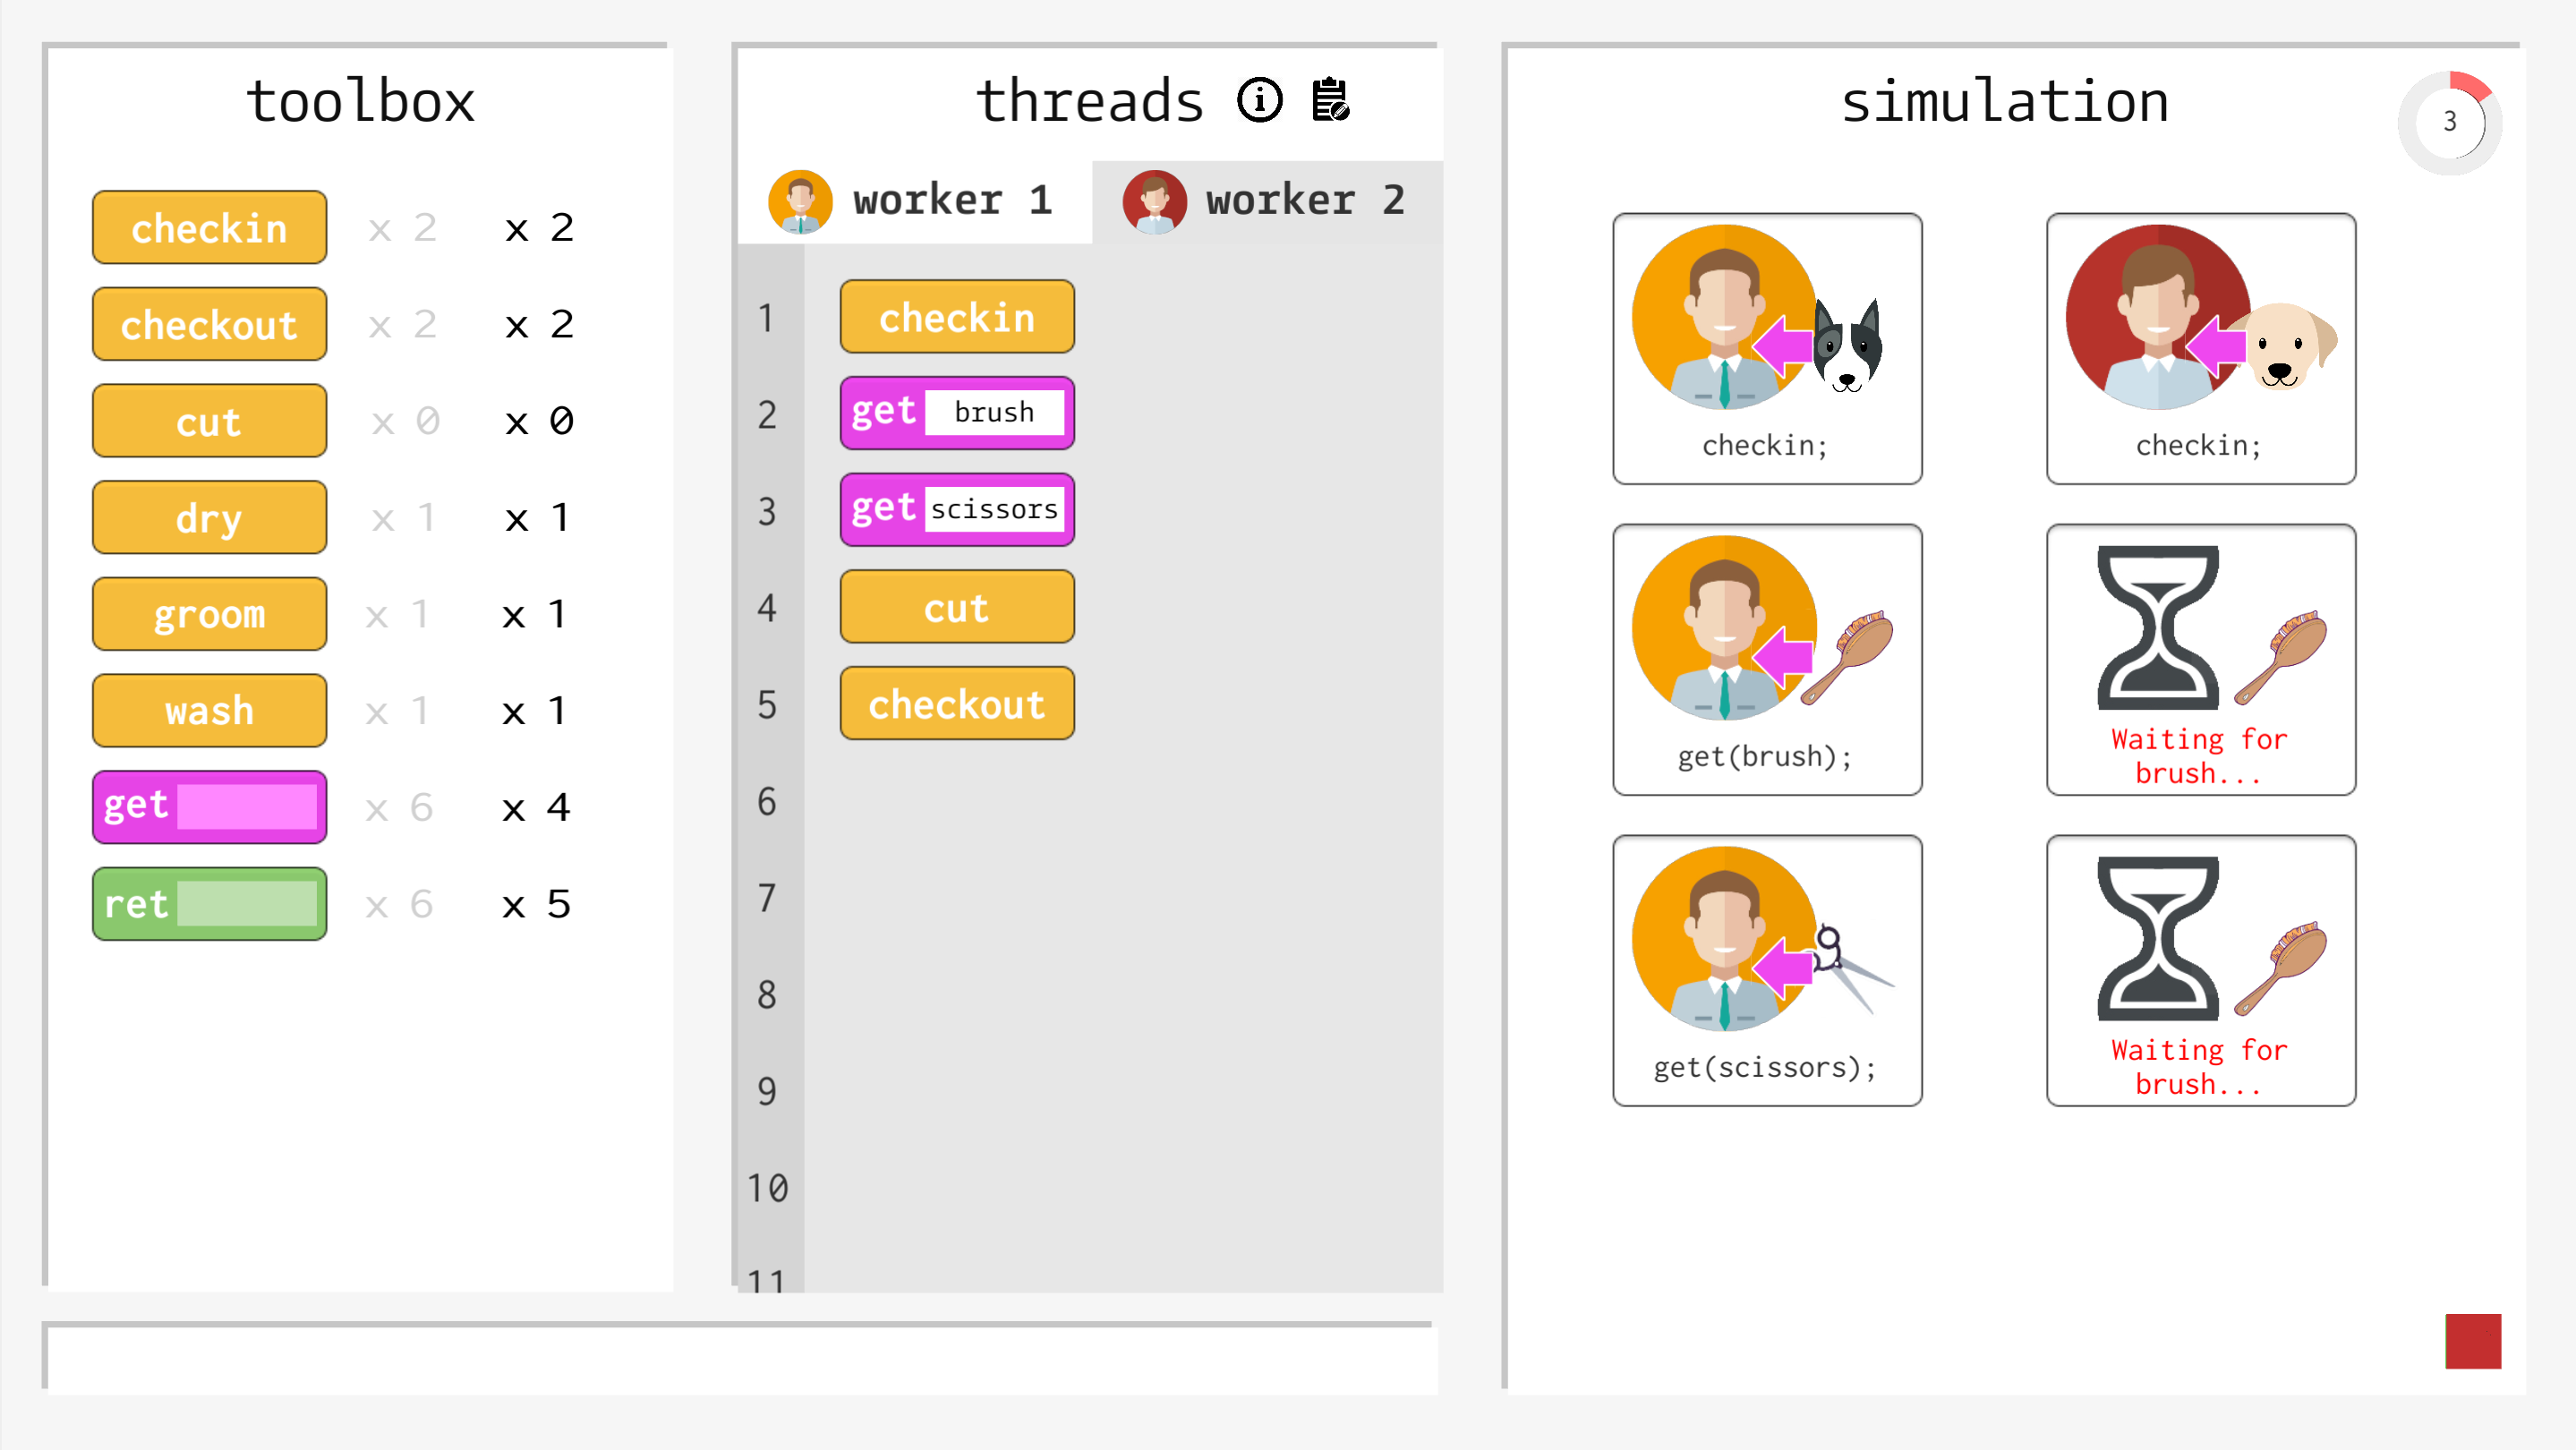 toolbox
checkin x 2 x 2
checkout x 2 x 2
cut x 0 x 0
dry x 1 x 1
groom x 1 x 1
wash x 1 x 1
get x 6 x 4
ret x 6 x 5
threads
worker 1 worker 2
1 checkin
2 get brush
3 get scissors
4 cut
5 checkout
6
7
8
9
10
11
simulation
3
checkin; checkin;
get(brush); Waiting for
brush...
get(scissors); Waiting for
brush...